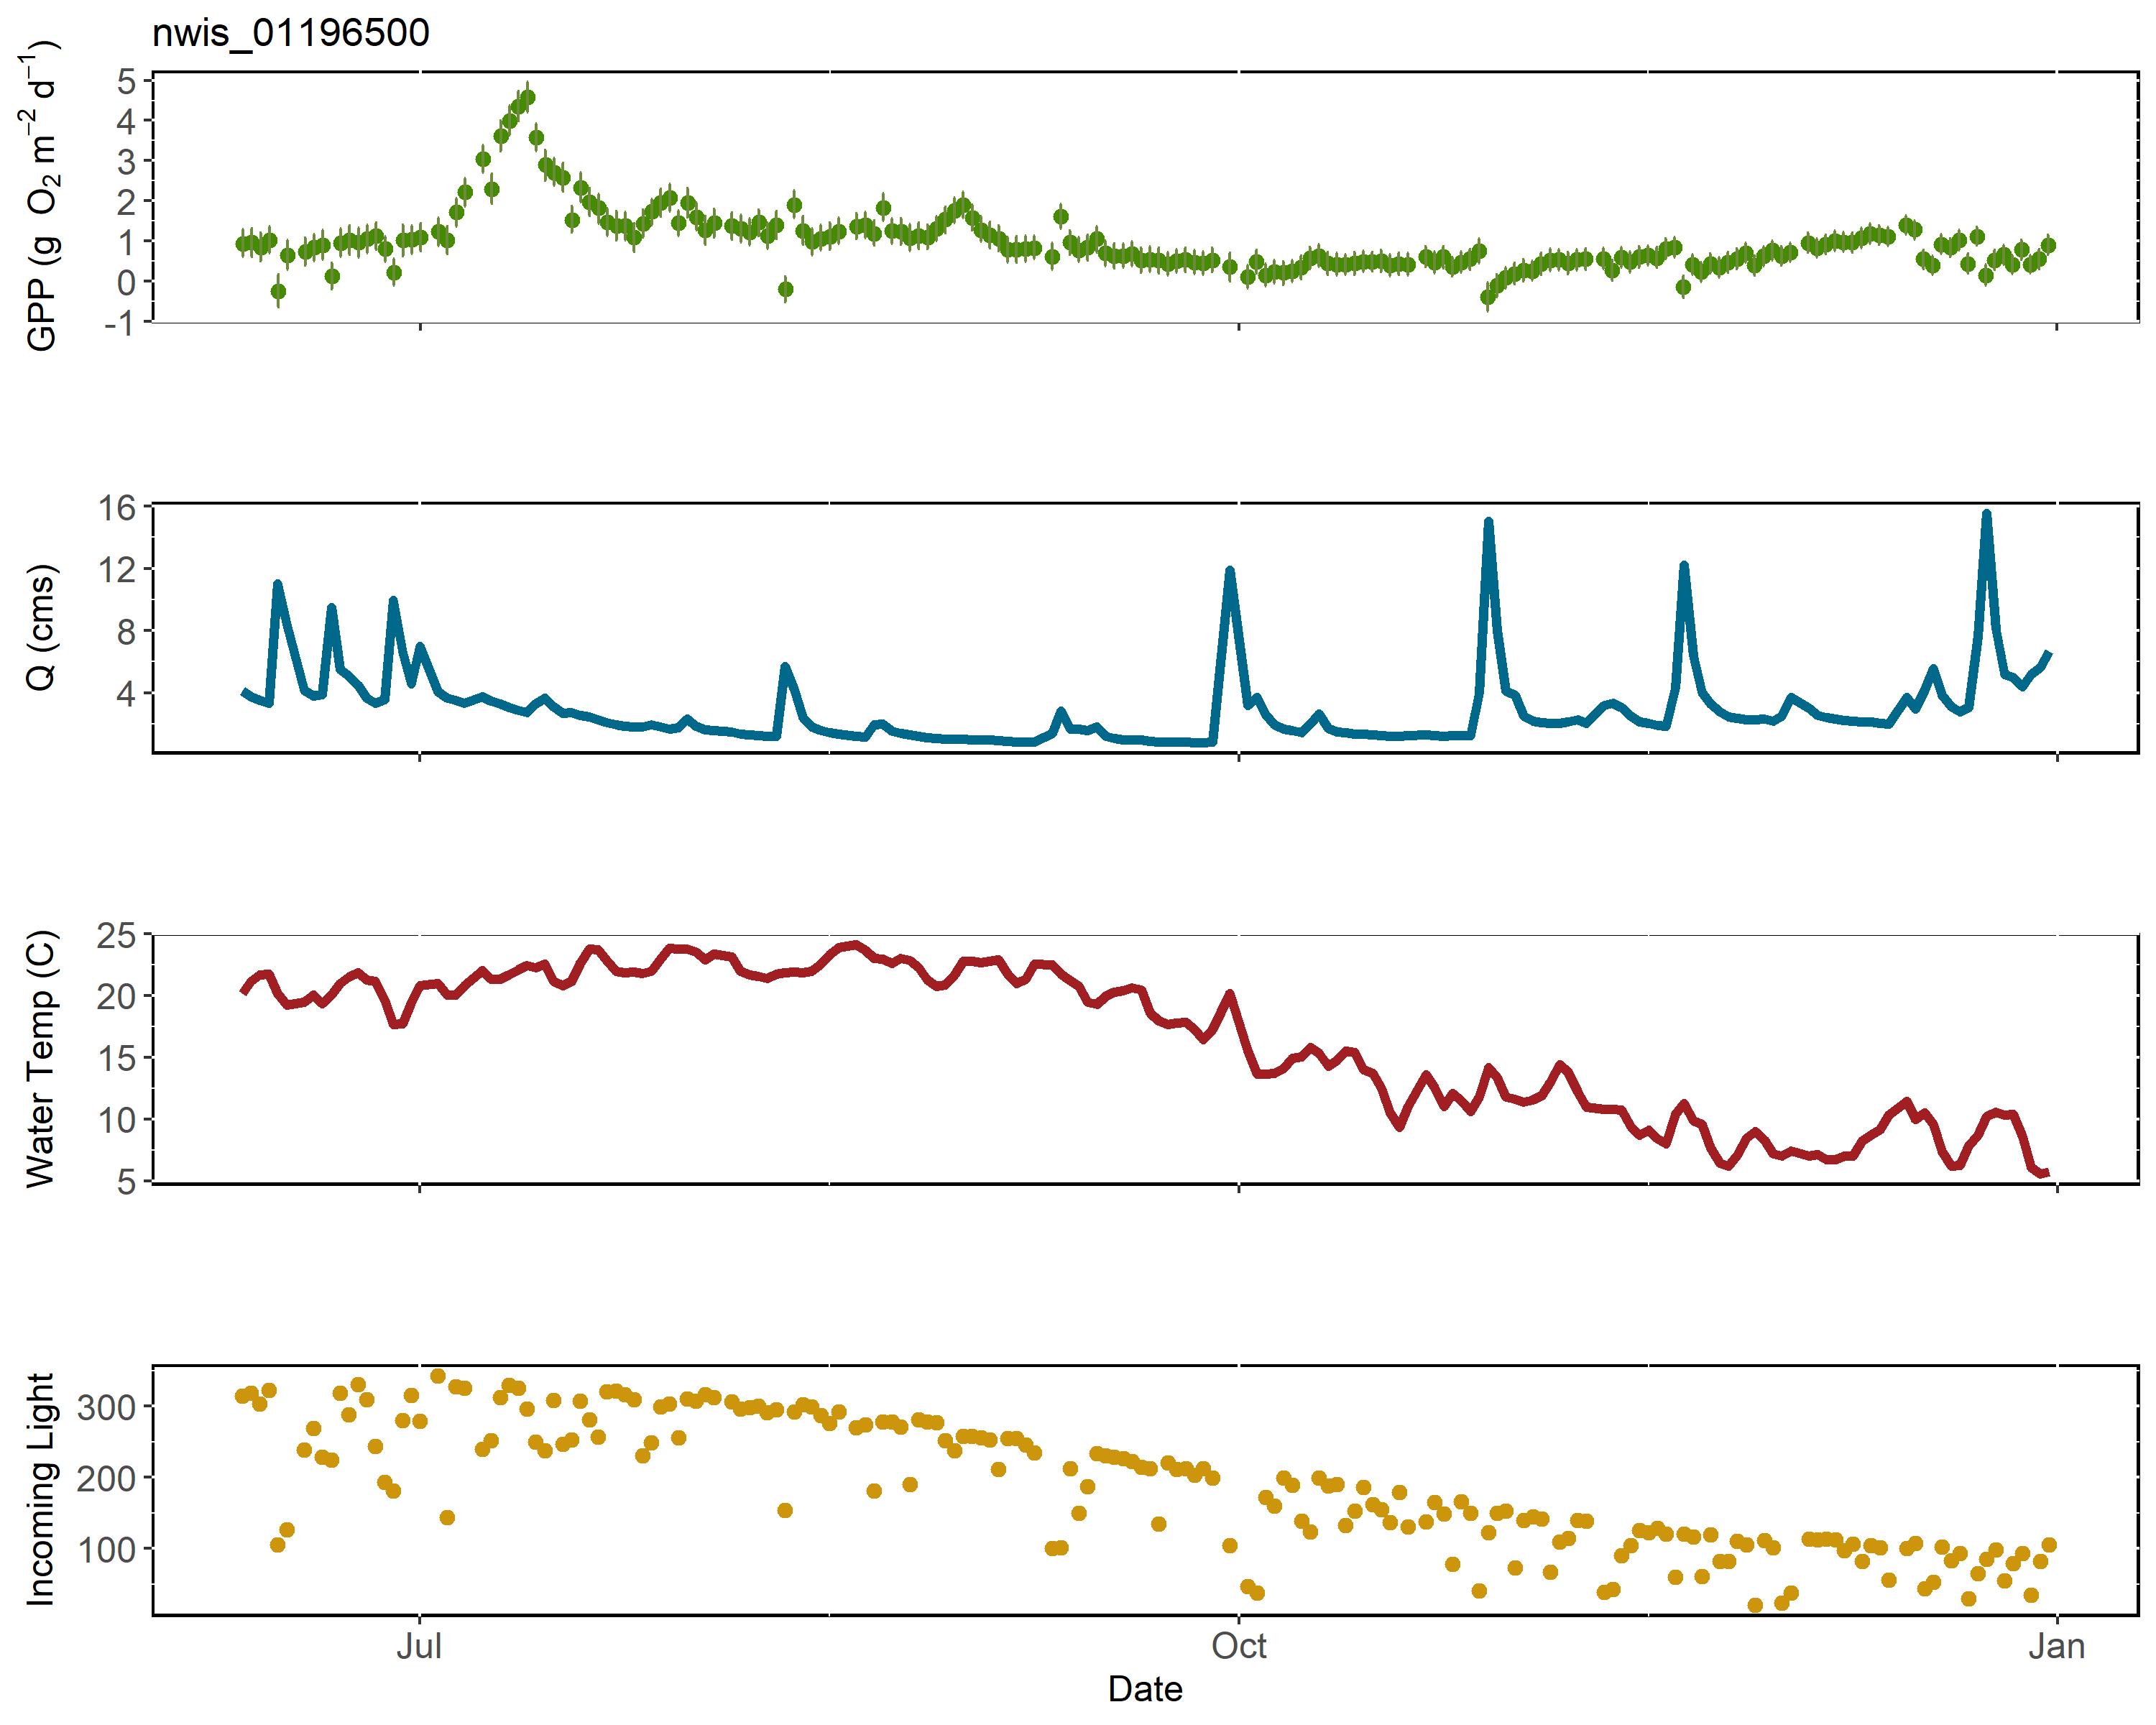 nwis_01196500
GPP (g O₂ m⁻² d⁻¹)
5
4
3
2
1
0
-1
Q (cms)
16
12
8
4
Water Temp (C)
25
20
15
10
5
Incoming Light
300
200
100
Jul Oct Jan
Date